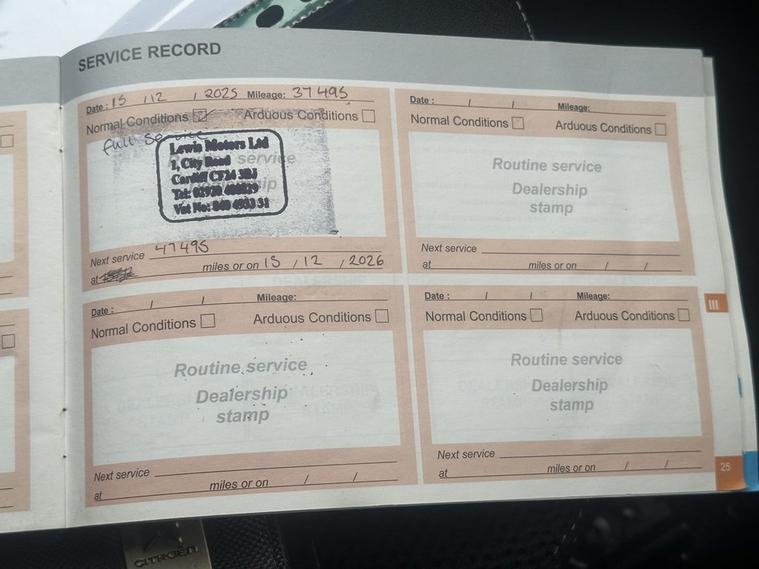 SERVICE RECORD
Date : 15 / 12 / 2025 Mileage: 37495
Normal Conditions Arduous Conditions
full service
service
Lewis Motors Ltd
1, City Road
Cardiff CF24 3BJ
Tel:
Vat No:
Next service 47495
at miles or on 15 / 12 / 2026
Date : / / Mileage:
Normal Conditions Arduous Conditions
Routine service
Dealership
stamp
Next service
at miles or on / /
Date : / / Mileage:
Normal Conditions Arduous Conditions
Routine service
Dealership
stamp
Next service
at miles or on / /
Date : / / Mileage:
Normal Conditions Arduous Conditions
Routine service
Dealership
stamp
Next service
at miles or on / /
III
25
CITROËN